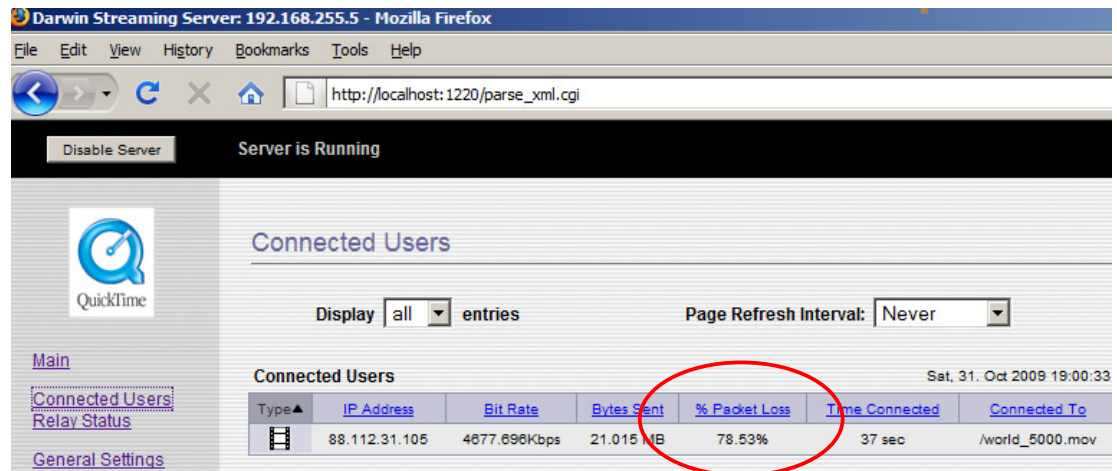 Darwin Streaming Server: 192.168.255.5 - Mozilla Firefox
File Edit View History Bookmarks Tools Help
http://localhost:1220/parse_xml.cgi
Disable Server Server is Running
QuickTime
Connected Users
Display all entries Page Refresh Interval: Never
Main
Connected Users
Relay Status
General Settings
Connected Users Sat, 31. Oct 2009 19:00:33
Type▲ IP Address Bit Rate Bytes Sent % Packet Loss Time Connected Connected To
88.112.31.105 4677.696Kbps 21.015 MB 78.53% 37 sec /world_5000.mov